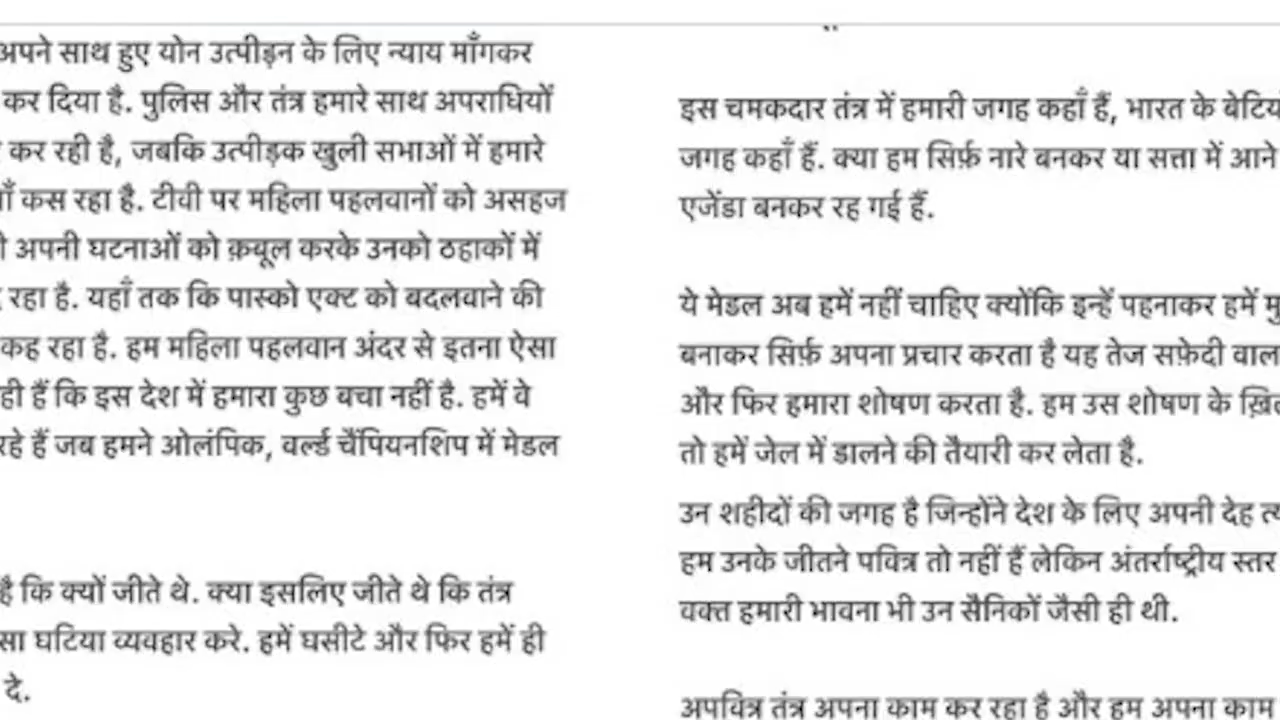 अपने साथ हुए योन उत्पीड़न के लिए न्याय माँगकर
कर दिया है. पुलिस और तंत्र हमारे साथ अपराधियों
कर रही है, जबकि उत्पीड़क खुली सभाओं में हमारे
कस रहा है. टीवी पर महिला पहलवानों को असहज
अपनी घटनाओं को क़बूल करके उनको ठहाकों में
रहा है. यहाँ तक कि पास्को एक्ट को बदलवाने की
कह रहा है. हम महिला पहलवान अंदर से इतना ऐसा
ही हैं कि इस देश में हमारा कुछ बचा नहीं है. हमें वे
रहे हैं जब हमने ओलंपिक, वर्ल्ड चैंपियनशिप में मेडल
है कि क्यों जीते थे. क्या इसलिए जीते थे कि तंत्र
घटिया व्यवहार करे. हमें घसीटे और फिर हमें ही
दे.
इस चमकदार तंत्र में हमारी जगह कहाँ हैं, भारत के
जगह कहाँ हैं. क्या हम सिर्फ़ नारे बनकर या सत्ता में आने
एजेंडा बनकर रह गई हैं.
ये मेडल अब हमें नहीं चाहिए क्योंकि इन्हें पहनाकर हमें
बनाकर सिर्फ़ अपना प्रचार करता है यह तेज सफ़ेदी
और फिर हमारा शोषण करता है. हम उस शोषण के
तो हमें जेल में डालने की तैयारी कर लेता है.
उन शहीदों की जगह है जिन्होंने देश के लिए अपनी देह
हम उनके जीतने पवित्र तो नहीं हैं लेकिन अंतर्राष्ट्रीय स्तर
वक्त हमारी भावना भी उन सैनिकों जैसी ही थी.
अपवित्र तंत्र अपना काम कर रहा है और हम अपना काम